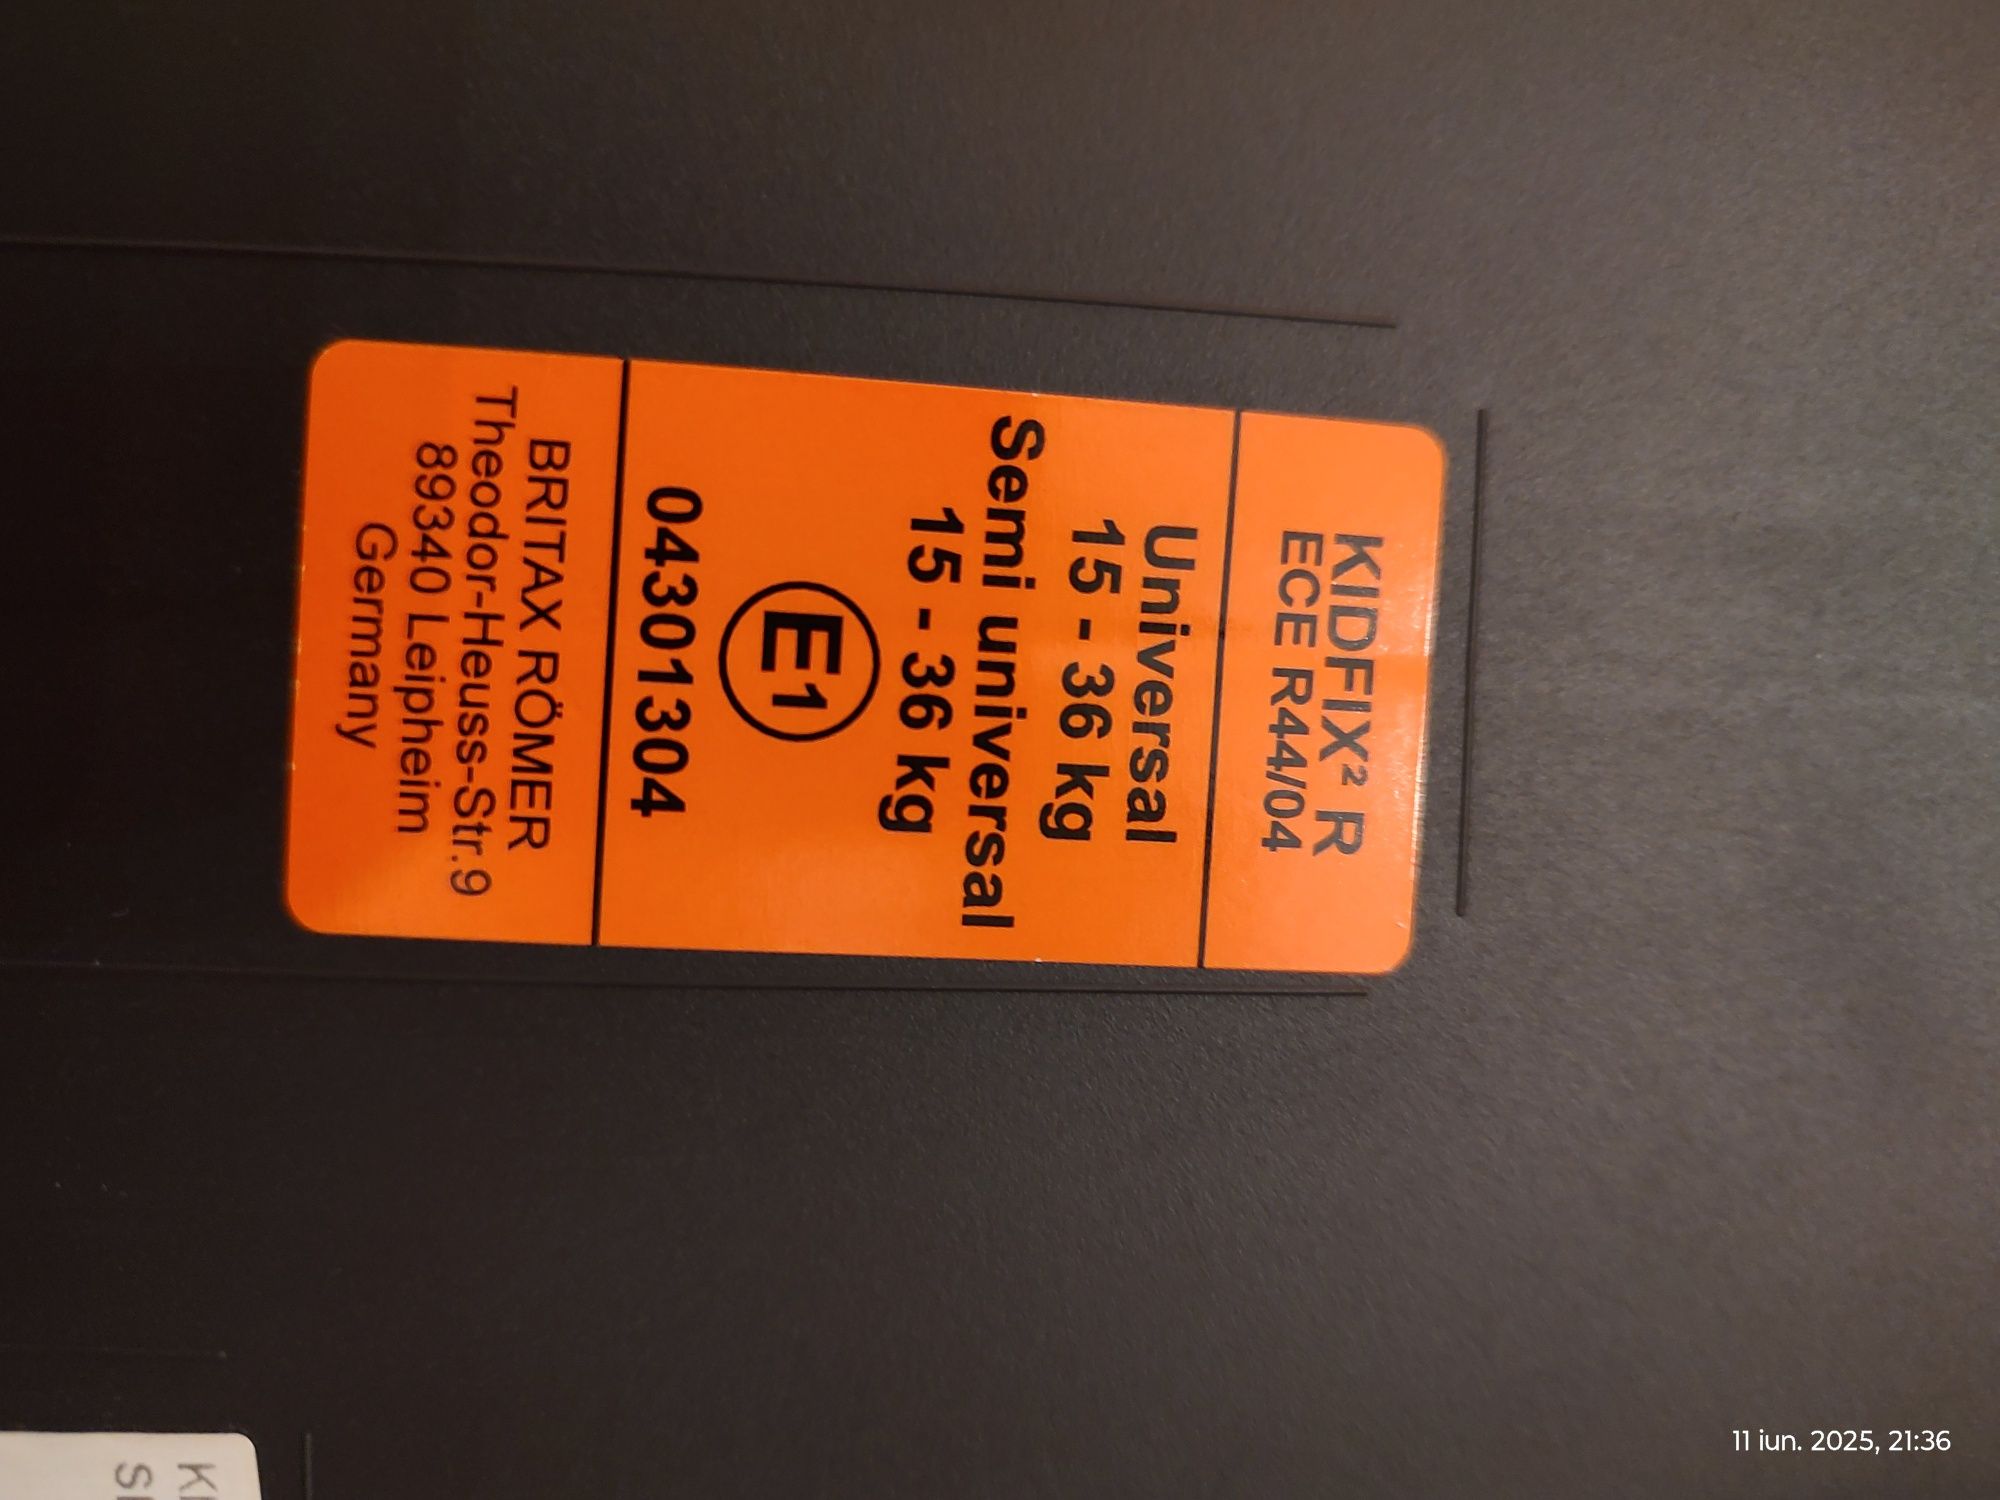 KIDFIX² R
ECE R44/04
Universal
15 - 36 kg
Semi universal
15 - 36 kg
E1
04301304
BRITAX RÖMER
Theodor-Heuss-Str.9
89340 Leipheim
Germany
11 iun. 2025, 21:36